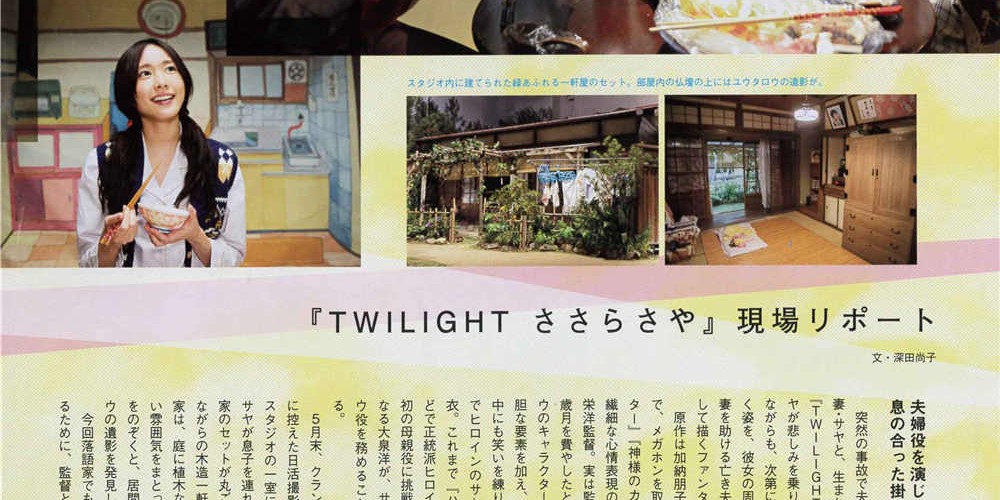 スタジオ内に建てられた緑あふれる一軒屋のセット。部屋内の仏壇の上にはユウタロウの遺影が。
『TWILIGHT ささらさや』現場リポート
文・深田尚子
夫婦役を演じ
息の合った掛
突然の事故で夫
妻・サヤと、生ま
『TWILIGH
ヤが悲しみを乗
ながらも、次第に
く姿を、彼女の周
妻を助ける亡き夫
して描くファンタ
原作は加納朋子
で、メガホンを取
ター』『神様のカ
繊細な心情表現の
栄洋監督。実は監
歳月を費やしたと
ウのキャラクター
胆な要素を加え、
中にも笑いを練り
でヒロインのサ
衣。これまで『ハ
どで正統派ヒロイ
初の母親役に挑戦
なる大泉洋が、サ
ウ役を務めるこ
る。
5月末、クラン
に控えた日活撮影
スタジオの一室に
サヤが息子を連れ
家のセットが丸ご
ながらの木造一軒
家は、庭に植木な
い雰囲気をまとっ
をのぞくと、居間
ウの遺影を発見し
今回落語家でも
るために、監督と